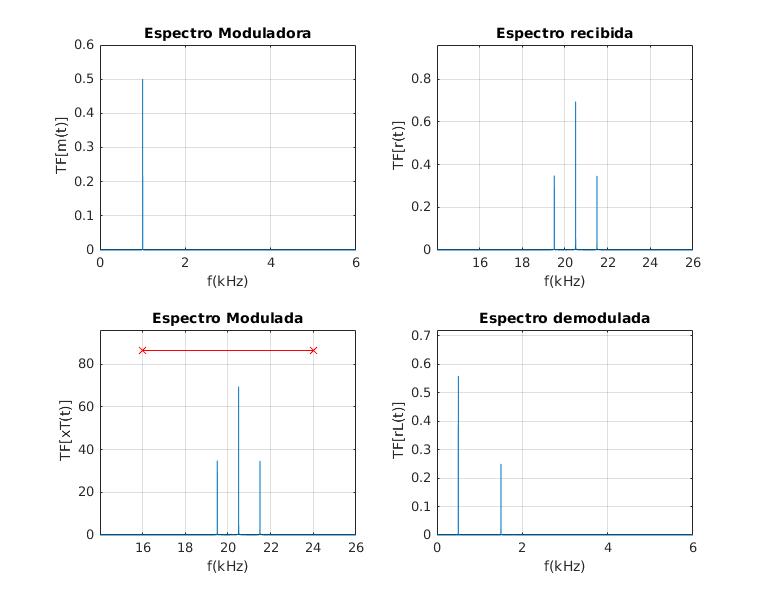 Espectro Moduladora
0.6
0.5
0.4
0.3
0.2
0.1
0
TF[m(t)]
0 2 4 6
f(kHz)
Espectro recibida
0.8
0.6
0.4
0.2
0
TF[r(t)]
16 18 20 22 24 26
f(kHz)
Espectro Modulada
80
60
40
20
0
TF[xT(t)]
16 18 20 22 24 26
f(kHz)
Espectro demodulada
0.7
0.6
0.5
0.4
0.3
0.2
0.1
0
TF[rL(t)]
0 2 4 6
f(kHz)